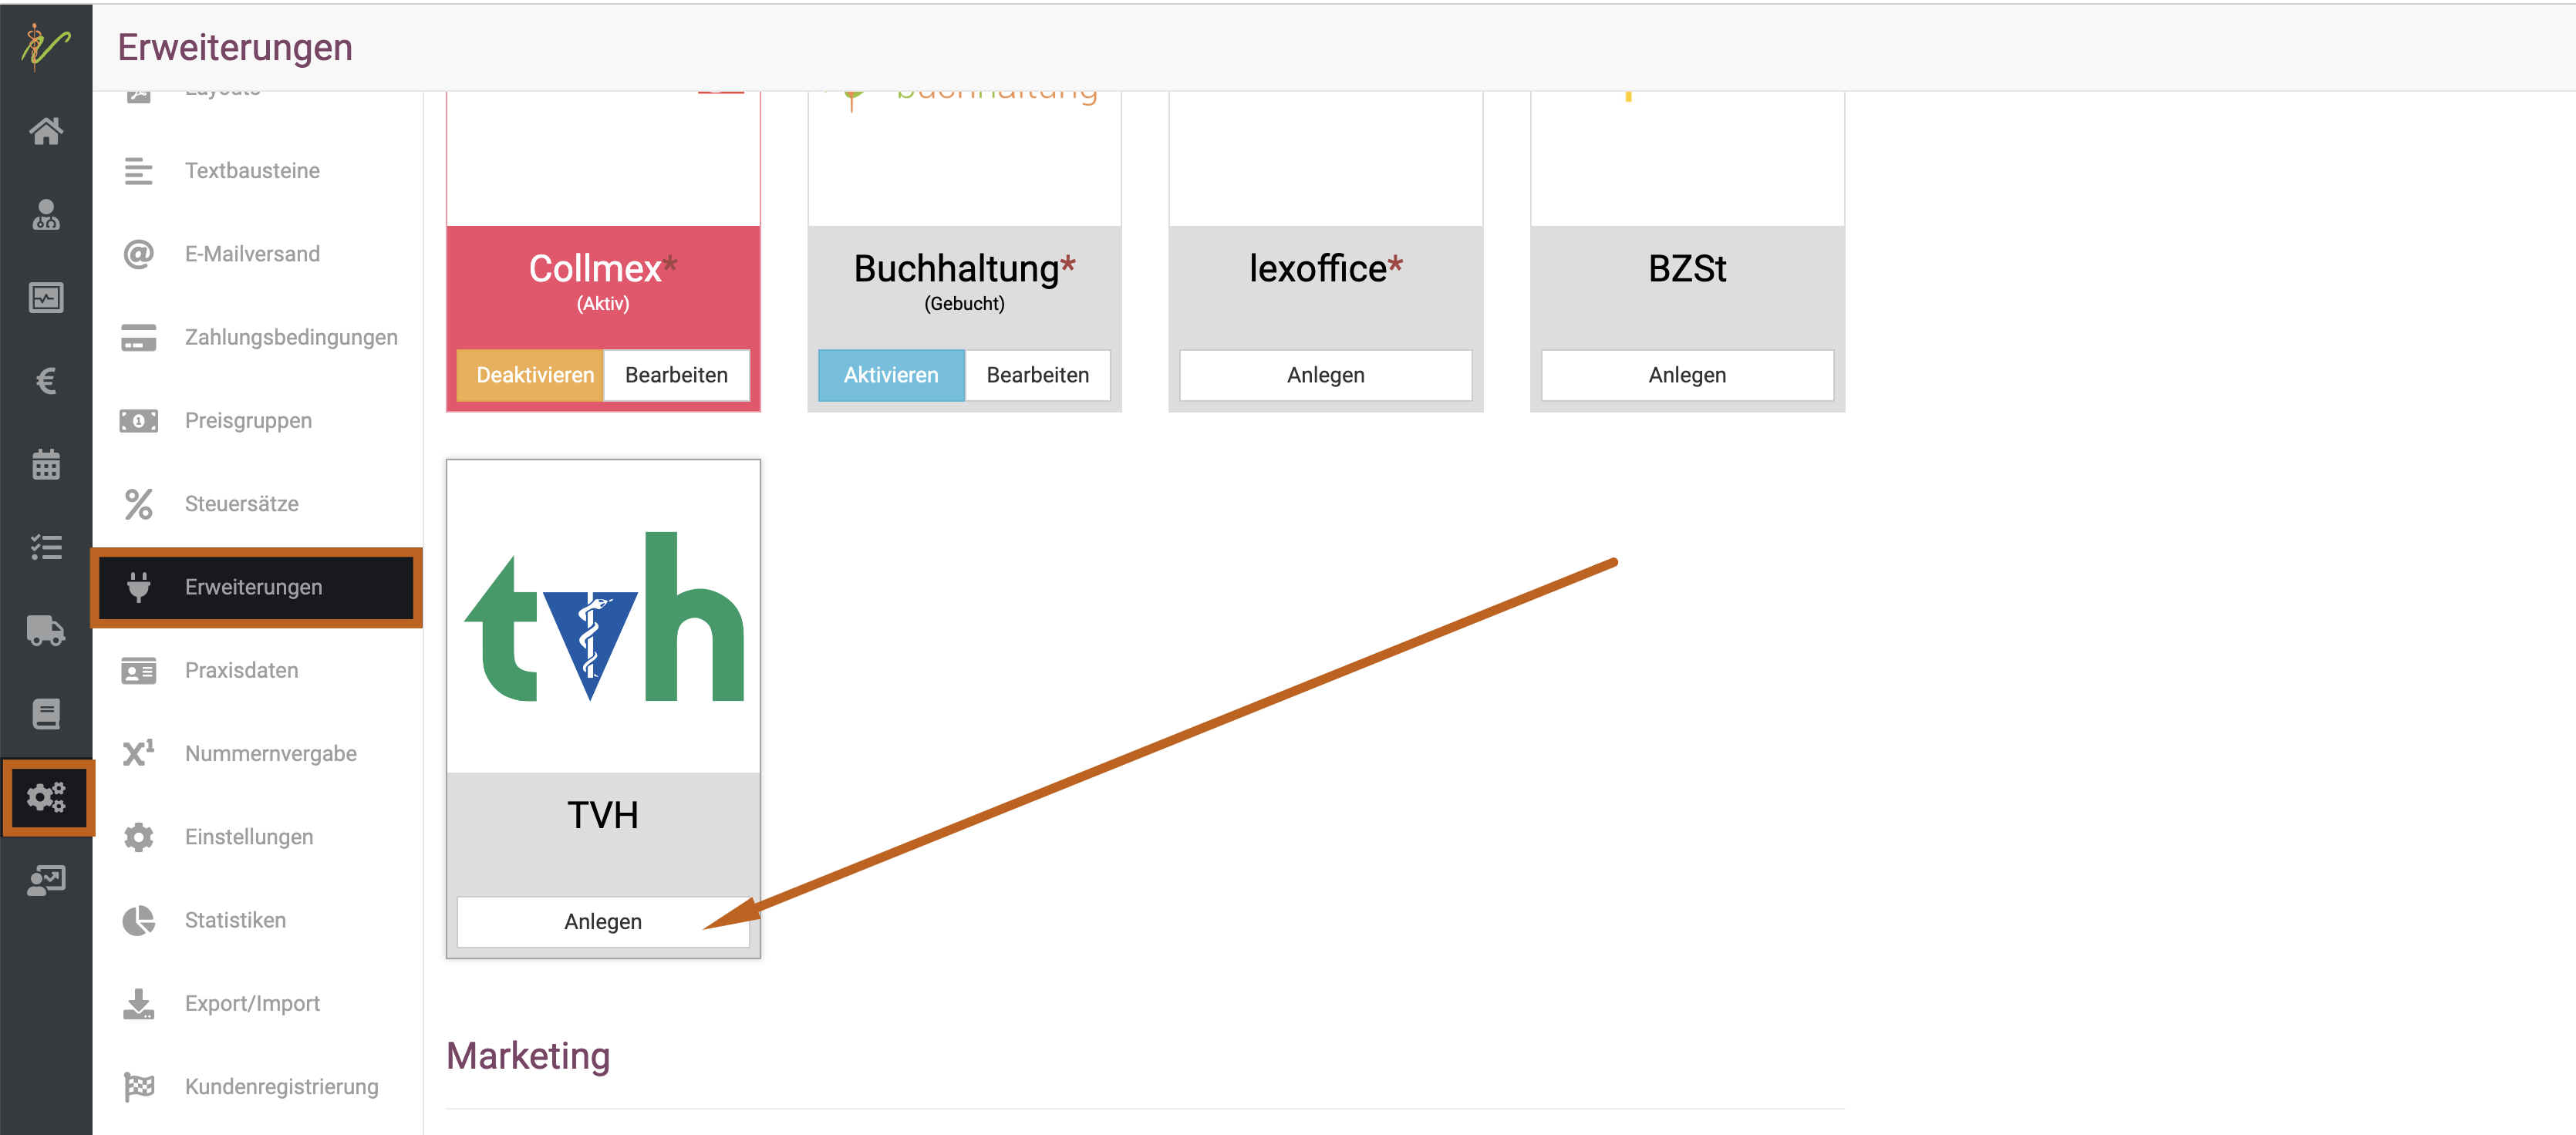 Erweiterungen
Layouts
Textbausteine
E-Mailversand
Zahlungsbedingungen
Preisgruppen
Steuersätze
Erweiterungen
Praxisdaten
Nummernvergabe
Einstellungen
Statistiken
Export/Import
Kundenregistrierung
buchhaltung
Collmex*
(Aktiv)
Deaktivieren
Bearbeiten
Buchhaltung*
(Gebucht)
Aktivieren
Bearbeiten
lexoffice*
Anlegen
BZSt
Anlegen
tvh
TVH
Anlegen
Marketing